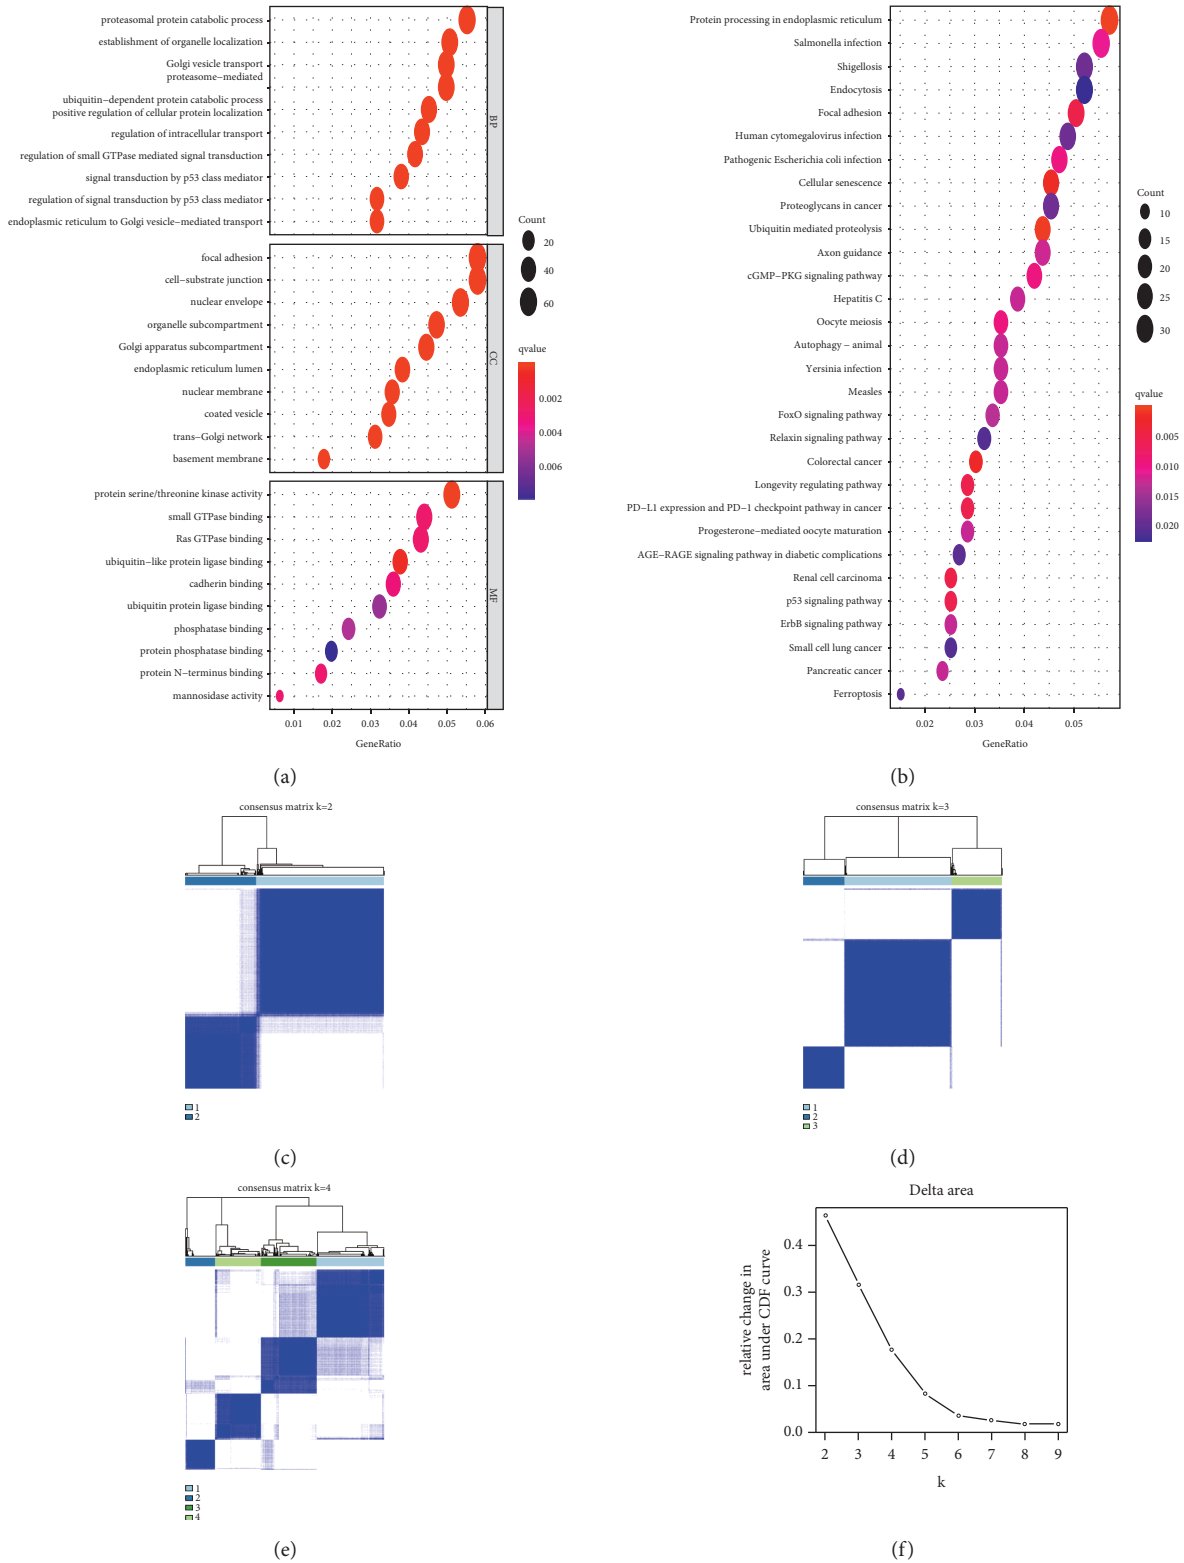 proteasomal protein catabolic process
establishment of organelle localization
Golgi vesicle transport
proteasome−mediated
ubiquitin−dependent protein catabolic process
positive regulation of cellular protein localization
regulation of intracellular transport
regulation of small GTPase mediated signal transduction
signal transduction by p53 class mediator
regulation of signal transduction by p53 class mediator
endoplasmic reticulum to Golgi vesicle−mediated transport
BP
focal adhesion
cell−substrate junction
nuclear envelope
organelle subcompartment
Golgi apparatus subcompartment
endoplasmic reticulum lumen
nuclear membrane
coated vesicle
trans−Golgi network
basement membrane
CC
protein serine/threonine kinase activity
small GTPase binding
Ras GTPase binding
ubiquitin−like protein ligase binding
cadherin binding
ubiquitin protein ligase binding
phosphatase binding
protein phosphatase binding
protein N−terminus binding
mannosidase activity
MF
0.01 0.02 0.03 0.04 0.05 0.06
GeneRatio
Count
20
40
60
qvalue
0.002
0.004
0.006
(a)
Protein processing in endoplasmic reticulum
Salmonella infection
Shigellosis
Endocytosis
Focal adhesion
Human cytomegalovirus infection
Pathogenic Escherichia coli infection
Cellular senescence
Proteoglycans in cancer
Ubiquitin mediated proteolysis
Axon guidance
cGMP−PKG signaling pathway
Hepatitis C
Oocyte meiosis
Autophagy − animal
Yersinia infection
Measles
FoxO signaling pathway
Relaxin signaling pathway
Colorectal cancer
Longevity regulating pathway
PD−L1 expression and PD−1 checkpoint pathway in cancer
Progesterone−mediated oocyte maturation
AGE−RAGE signaling pathway in diabetic complications
Renal cell carcinoma
p53 signaling pathway
ErbB signaling pathway
Small cell lung cancer
Pancreatic cancer
Ferroptosis
0.02 0.03 0.04 0.05
GeneRatio
Count
10
15
20
25
30
qvalue
0.005
0.010
0.015
0.020
(b)
consensus matrix k=2
1
2
(c)
consensus matrix k=3
1
2
3
(d)
consensus matrix k=4
1
2
3
4
(e)
Delta area
relative change in
area under CDF curve
0.4
0.3
0.2
0.1
0.0
2 3 4 5 6 7 8 9
k
(f)